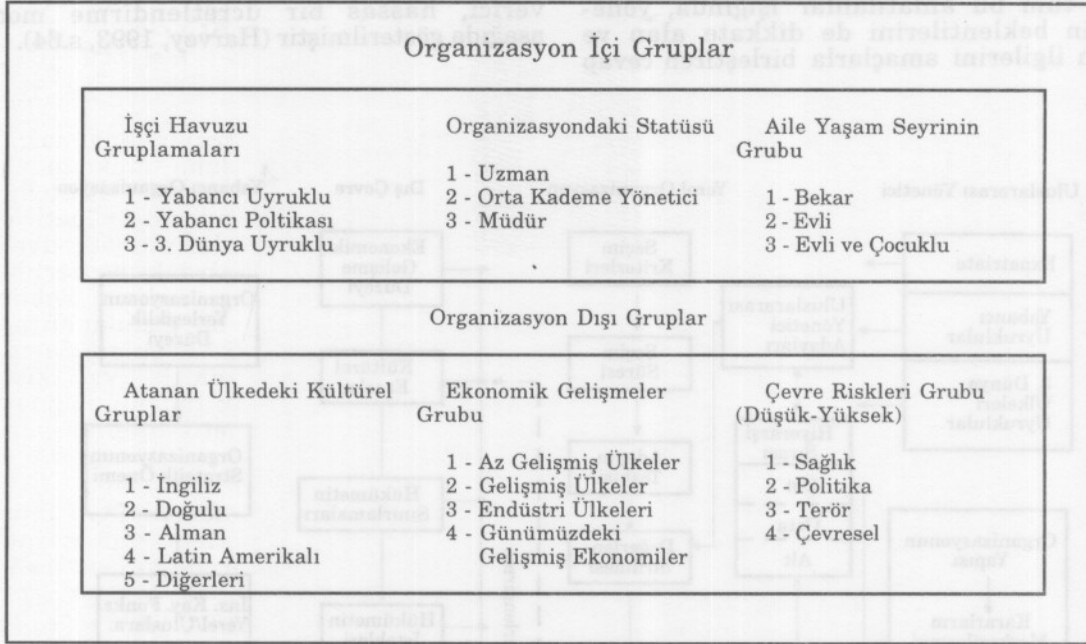 Organizasyon İçi Gruplar
İşçi Havuzu
Gruplamaları
1 - Yabancı Uyruklu
2 - Yabancı Poltikası
3 - 3. Dünya Uyruklu
Organizasyondaki Statüsü
1 - Uzman
2 - Orta Kademe Yönetici
3 - Müdür
Aile Yaşam Seyrinin
Grubu
1 - Bekar
2 - Evli
3 - Evli ve Çocuklu
Organizasyon Dışı Gruplar
Atanan Ülkedeki Kültürel
Gruplar
1 - İngiliz
2 - Doğulu
3 - Alman
4 - Latin Amerikalı
5 - Diğerleri
Ekonomik Gelişmeler
Grubu
1 - Az Gelişmiş Ülkeler
2 - Gelişmiş Ülkeler
3 - Endüstri Ülkeleri
4 - Günümüzdeki
Gelişmiş Ekonomiler
Çevre Riskleri Grubu
(Düşük-Yüksek)
1 - Sağlık
2 - Politika
3 - Terör
4 - Çevresel